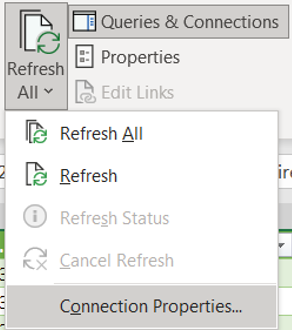 Queries & Connections
Refresh
All
Properties
Edit Links
Refresh All
Refresh
Refresh Status
Cancel Refresh
Connection Properties...